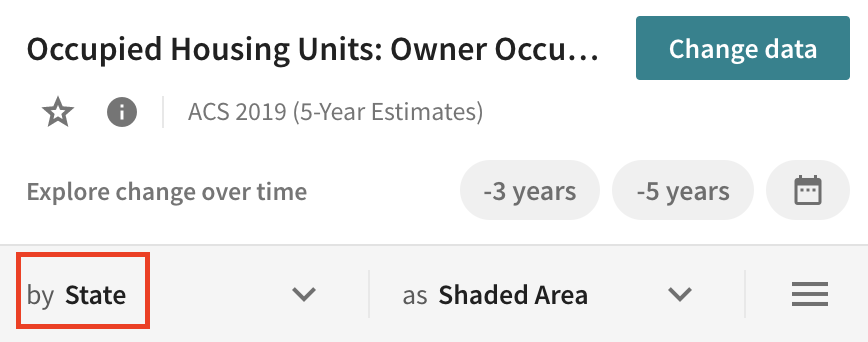 Occupied Housing Units: Owner Occu...
Change data
ACS 2019 (5-Year Estimates)
Explore change over time
-3 years
-5 years
by State
as Shaded Area